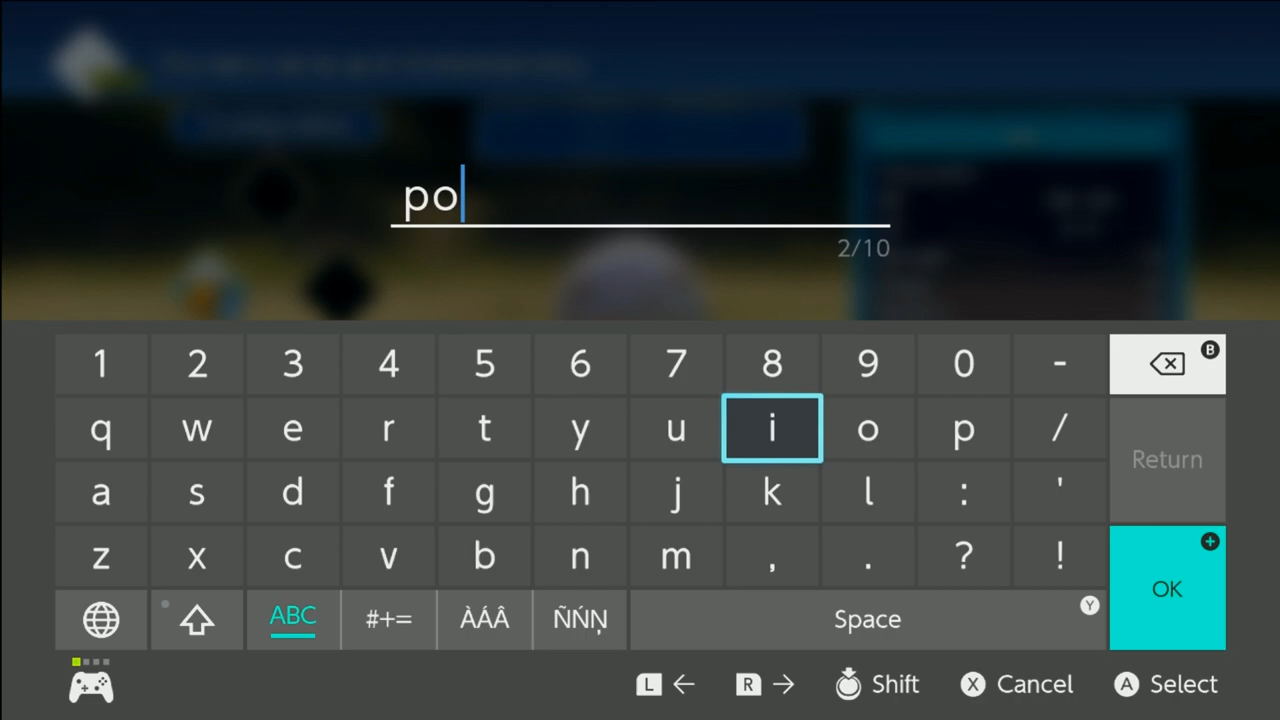 po
2/10
1 2 3 4 5 6 7 8 9 0 - B
q w e r t y u i o p / Return
a s d f g h j k l : '
z x c v b n m , . ? ! OK
ABC #+= ÀÁÂ ÑŃŅ Space Y
L ← R → Shift X Cancel A Select